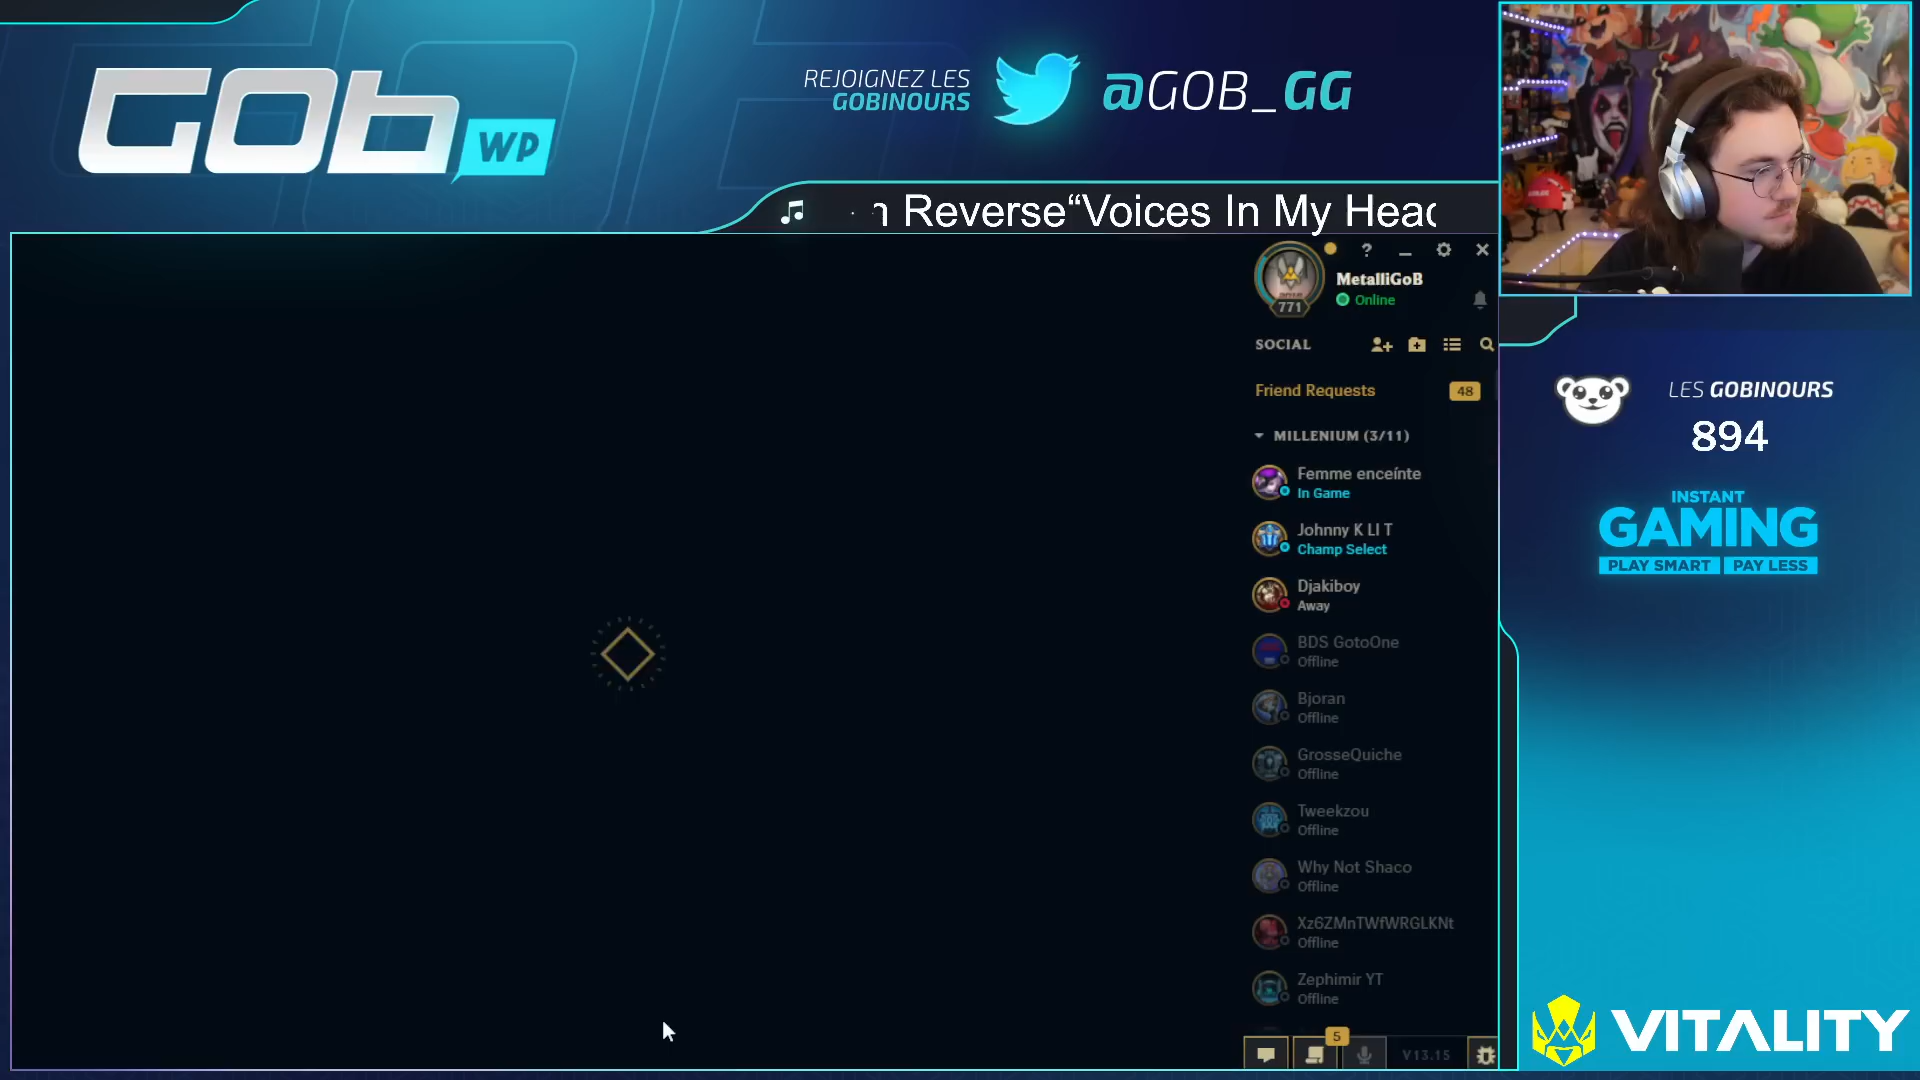 GOB
WP
REJOIGNEZ LES
GOBINOURS
@GOB_GG
Reverse“Voices In My
MetalliGoB
Online
771
SOCIAL
Friend Requests
48
MILLENIUM (3/11)
Femme enceínte
In Game
Johnny K LI T
Champ Select
Djakiboy
Away
BDS GotoOne
Offline
Bjoran
Offline
GrosseQuiche
Offline
Tweekzou
Offline
Why Not Shaco
Offline
Xz6ZMnTWfWRGLKNt
Offline
Zephimir YT
Offline
5
V13.15
LES GOBINOURS
894
INSTANT
GAMING
PLAY SMART
PAY LESS
VITALITY